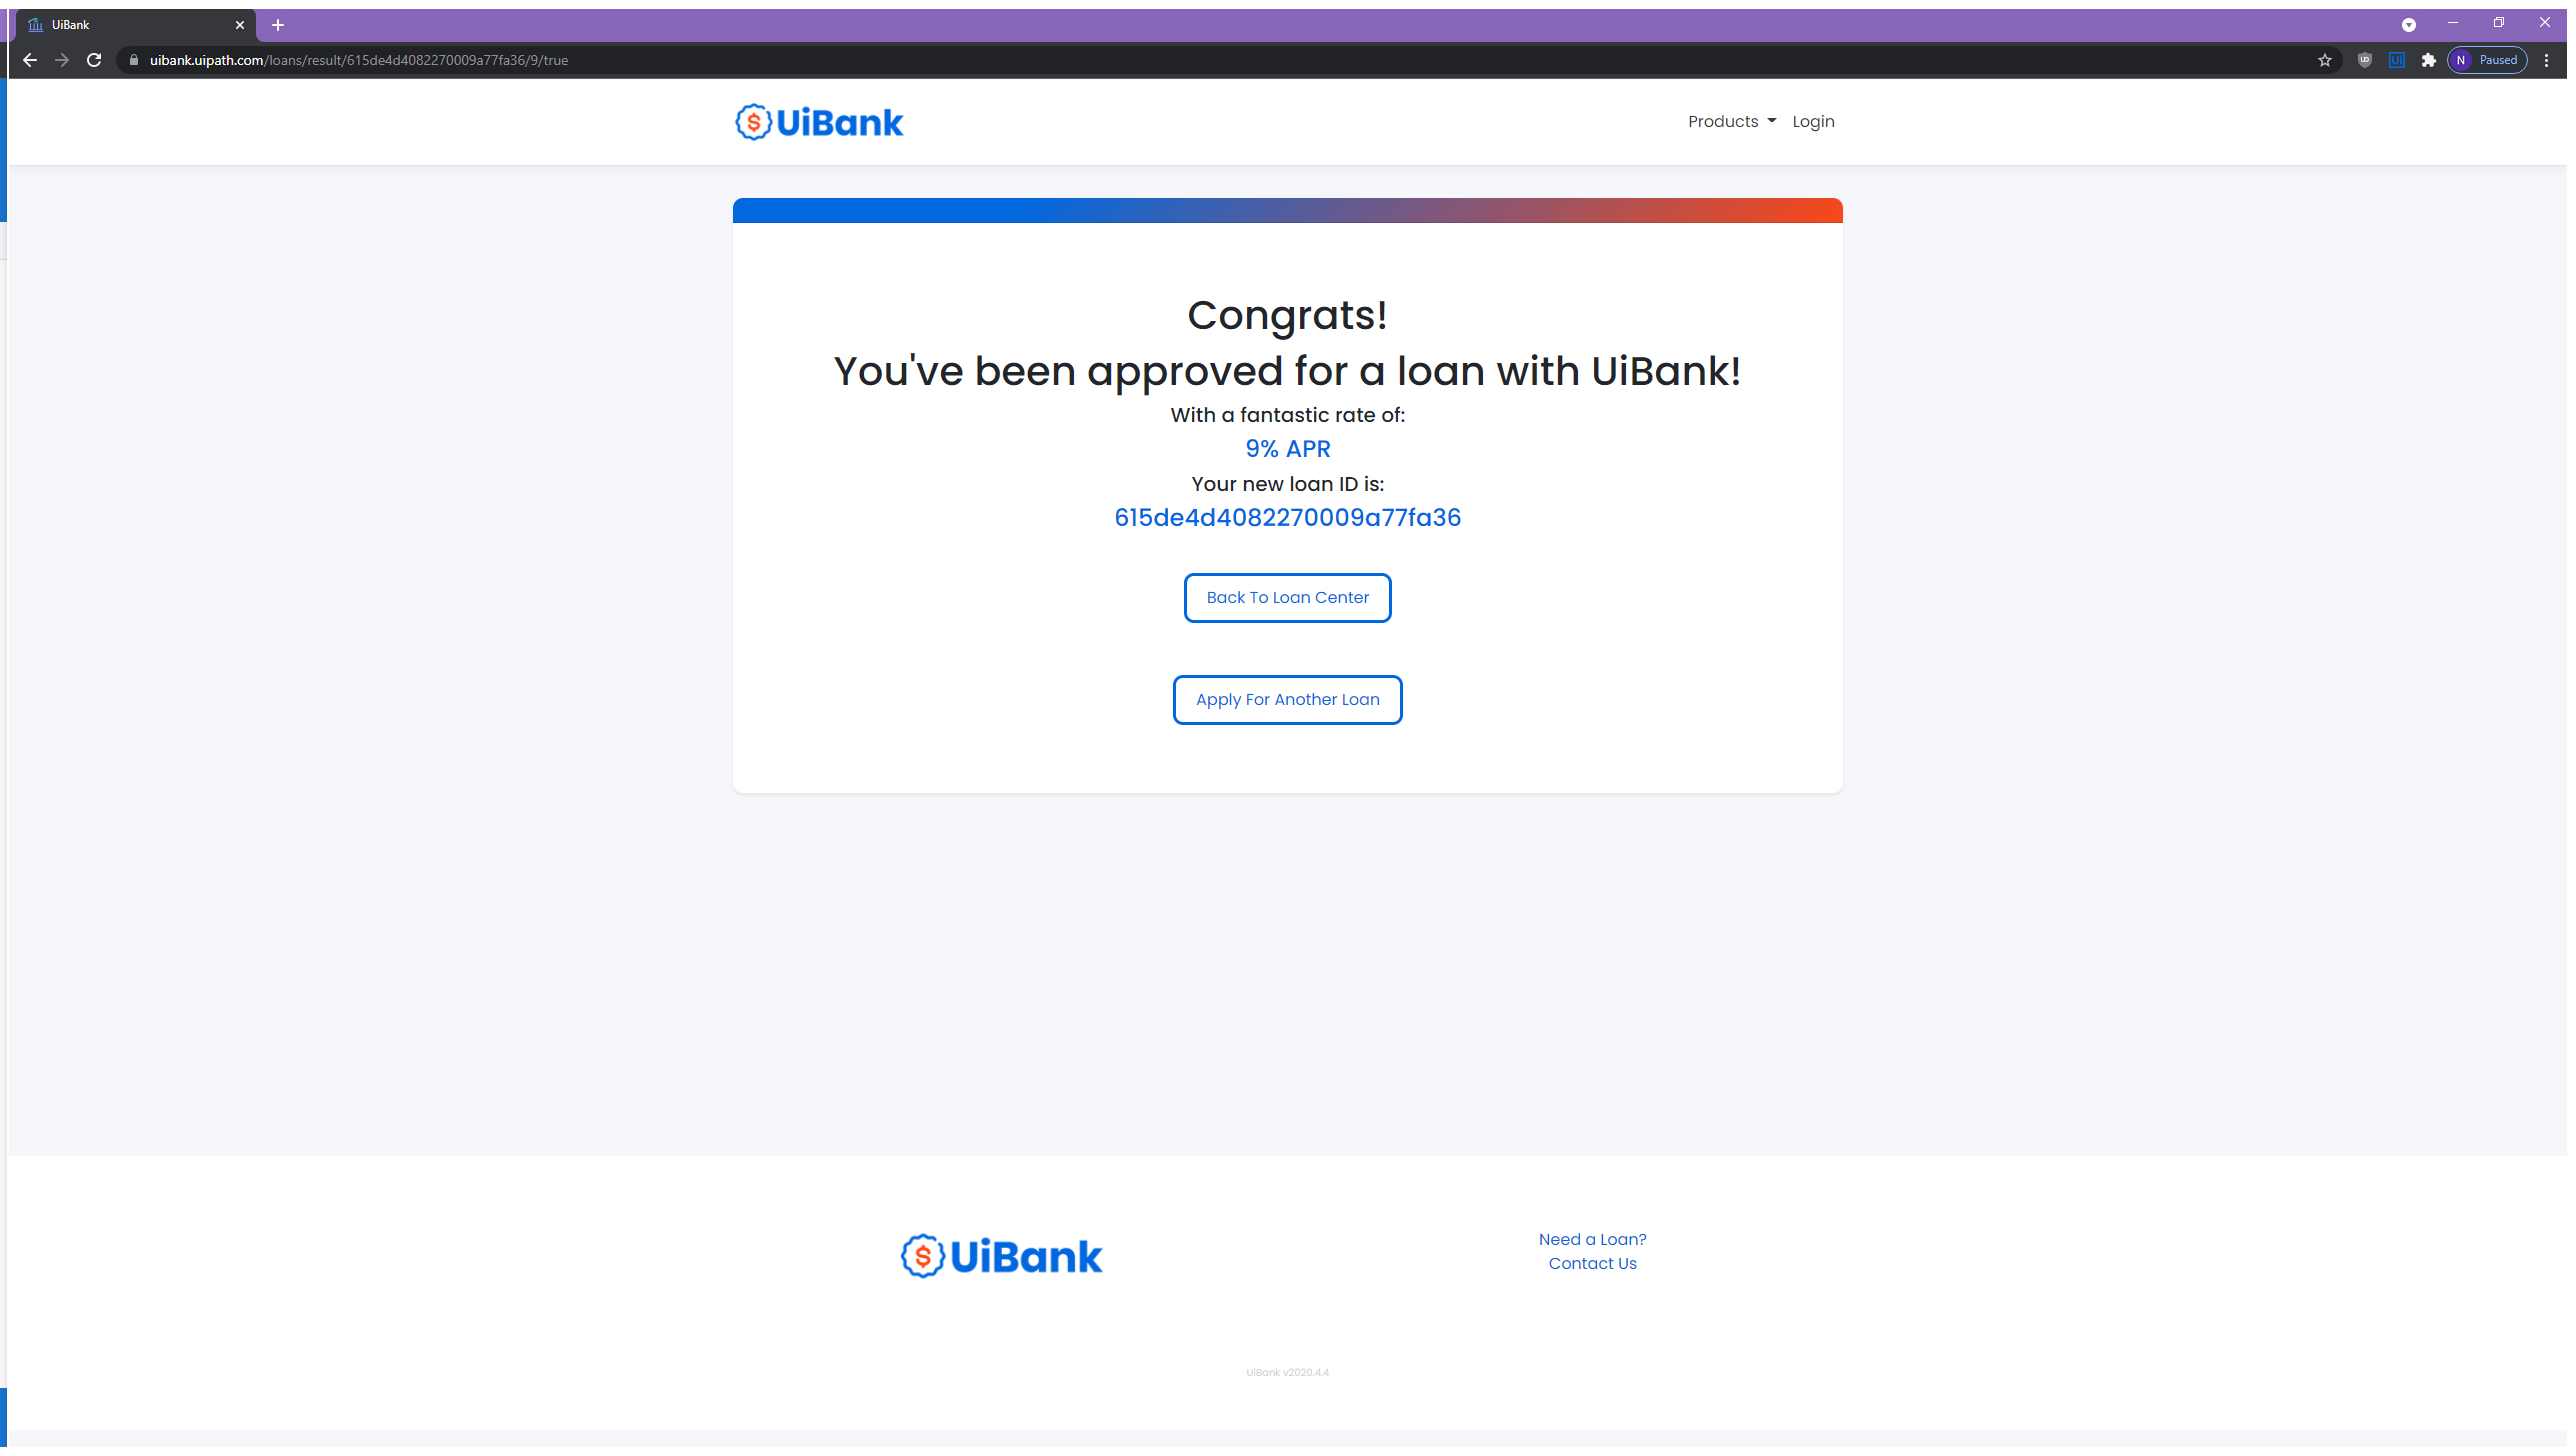 UiBank
uibank.uipath.com/loans/result/615de4d4082270009a77fa36/9/true
N Paused
UiBank
Products Login
Congrats!
You've been approved for a loan with UiBank!
With a fantastic rate of:
9% APR
Your new loan ID is:
615de4d4082270009a77fa36
Back To Loan Center
Apply For Another Loan
UiBank
Need a Loan?
Contact Us
UiBank v2020.4.4